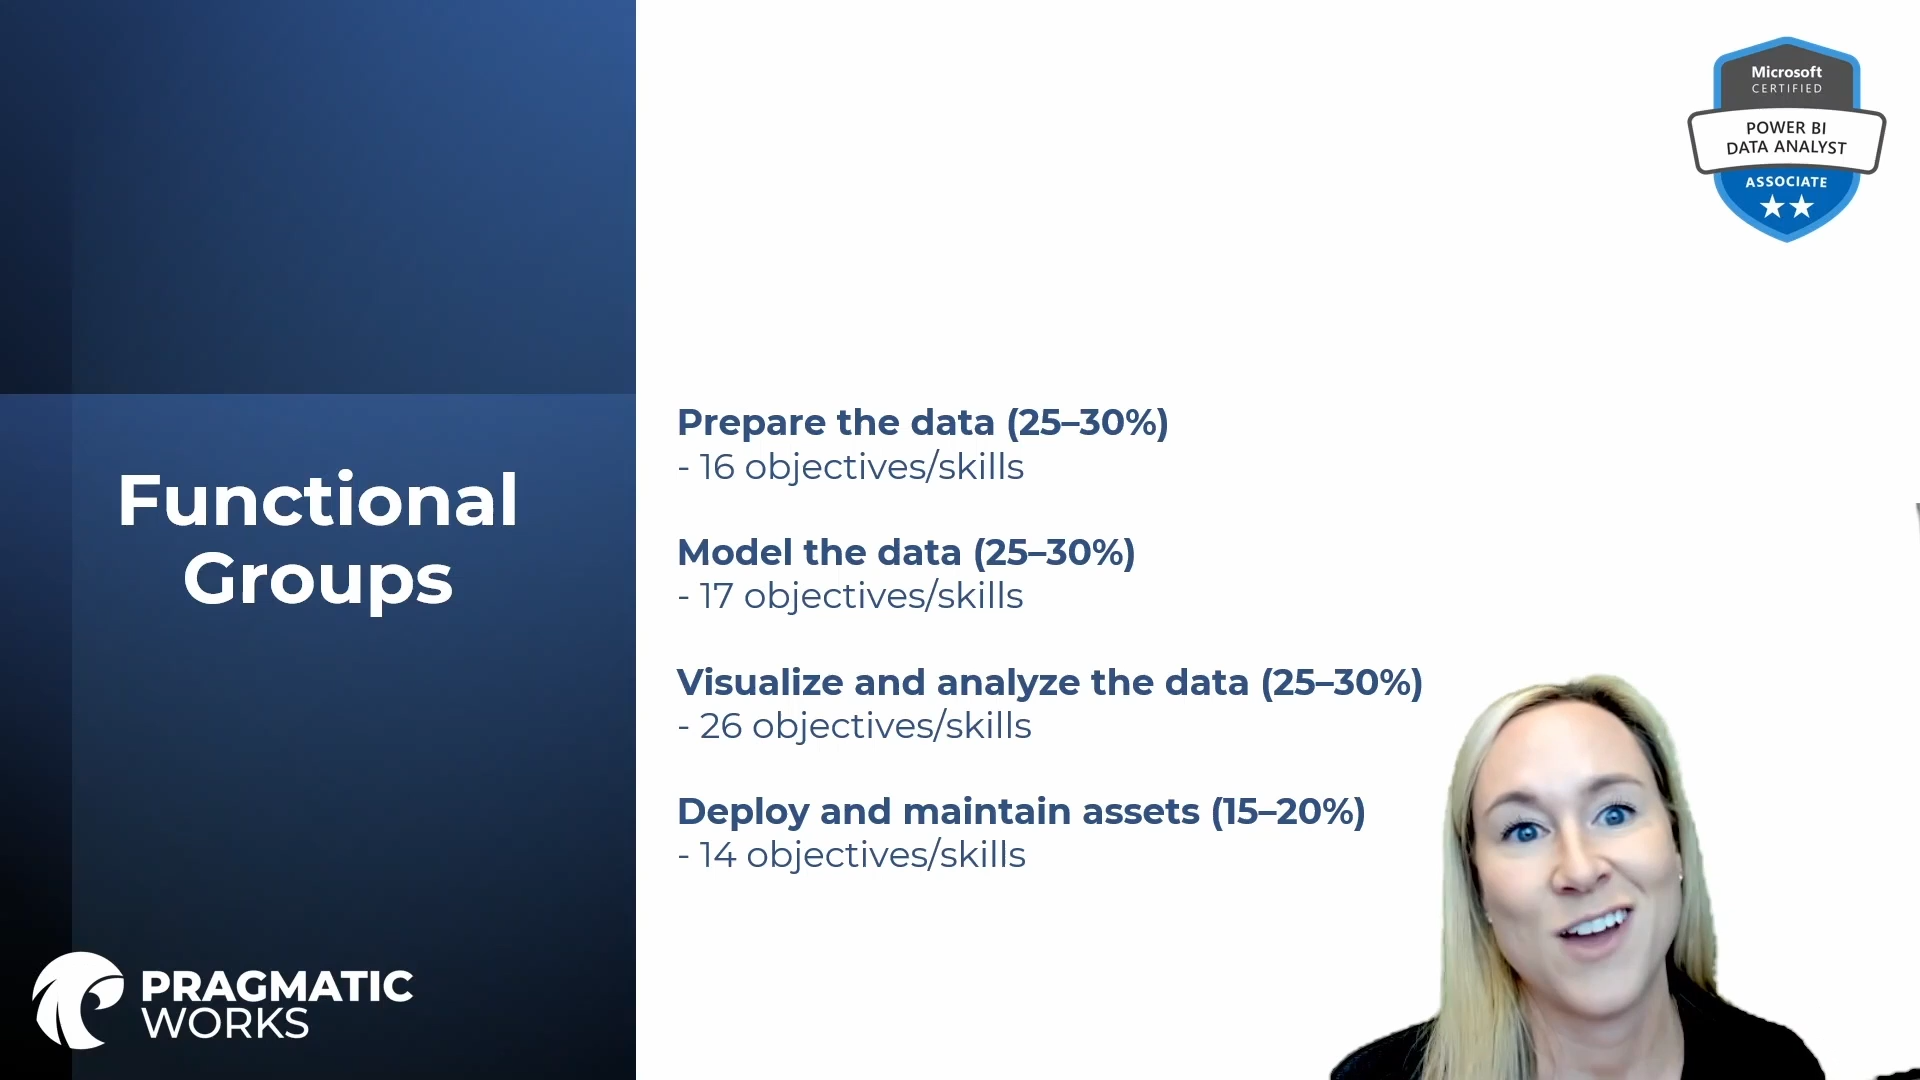 Microsoft
CERTIFIED
POWER BI
DATA ANALYST
ASSOCIATE
Functional
Groups
Prepare the data (25–30%)
- 16 objectives/skills
Model the data (25–30%)
- 17 objectives/skills
Visualize and analyze the data (25–30%)
- 26 objectives/skills
Deploy and maintain assets (15–20%)
- 14 objectives/skills
PRAGMATIC
WORKS